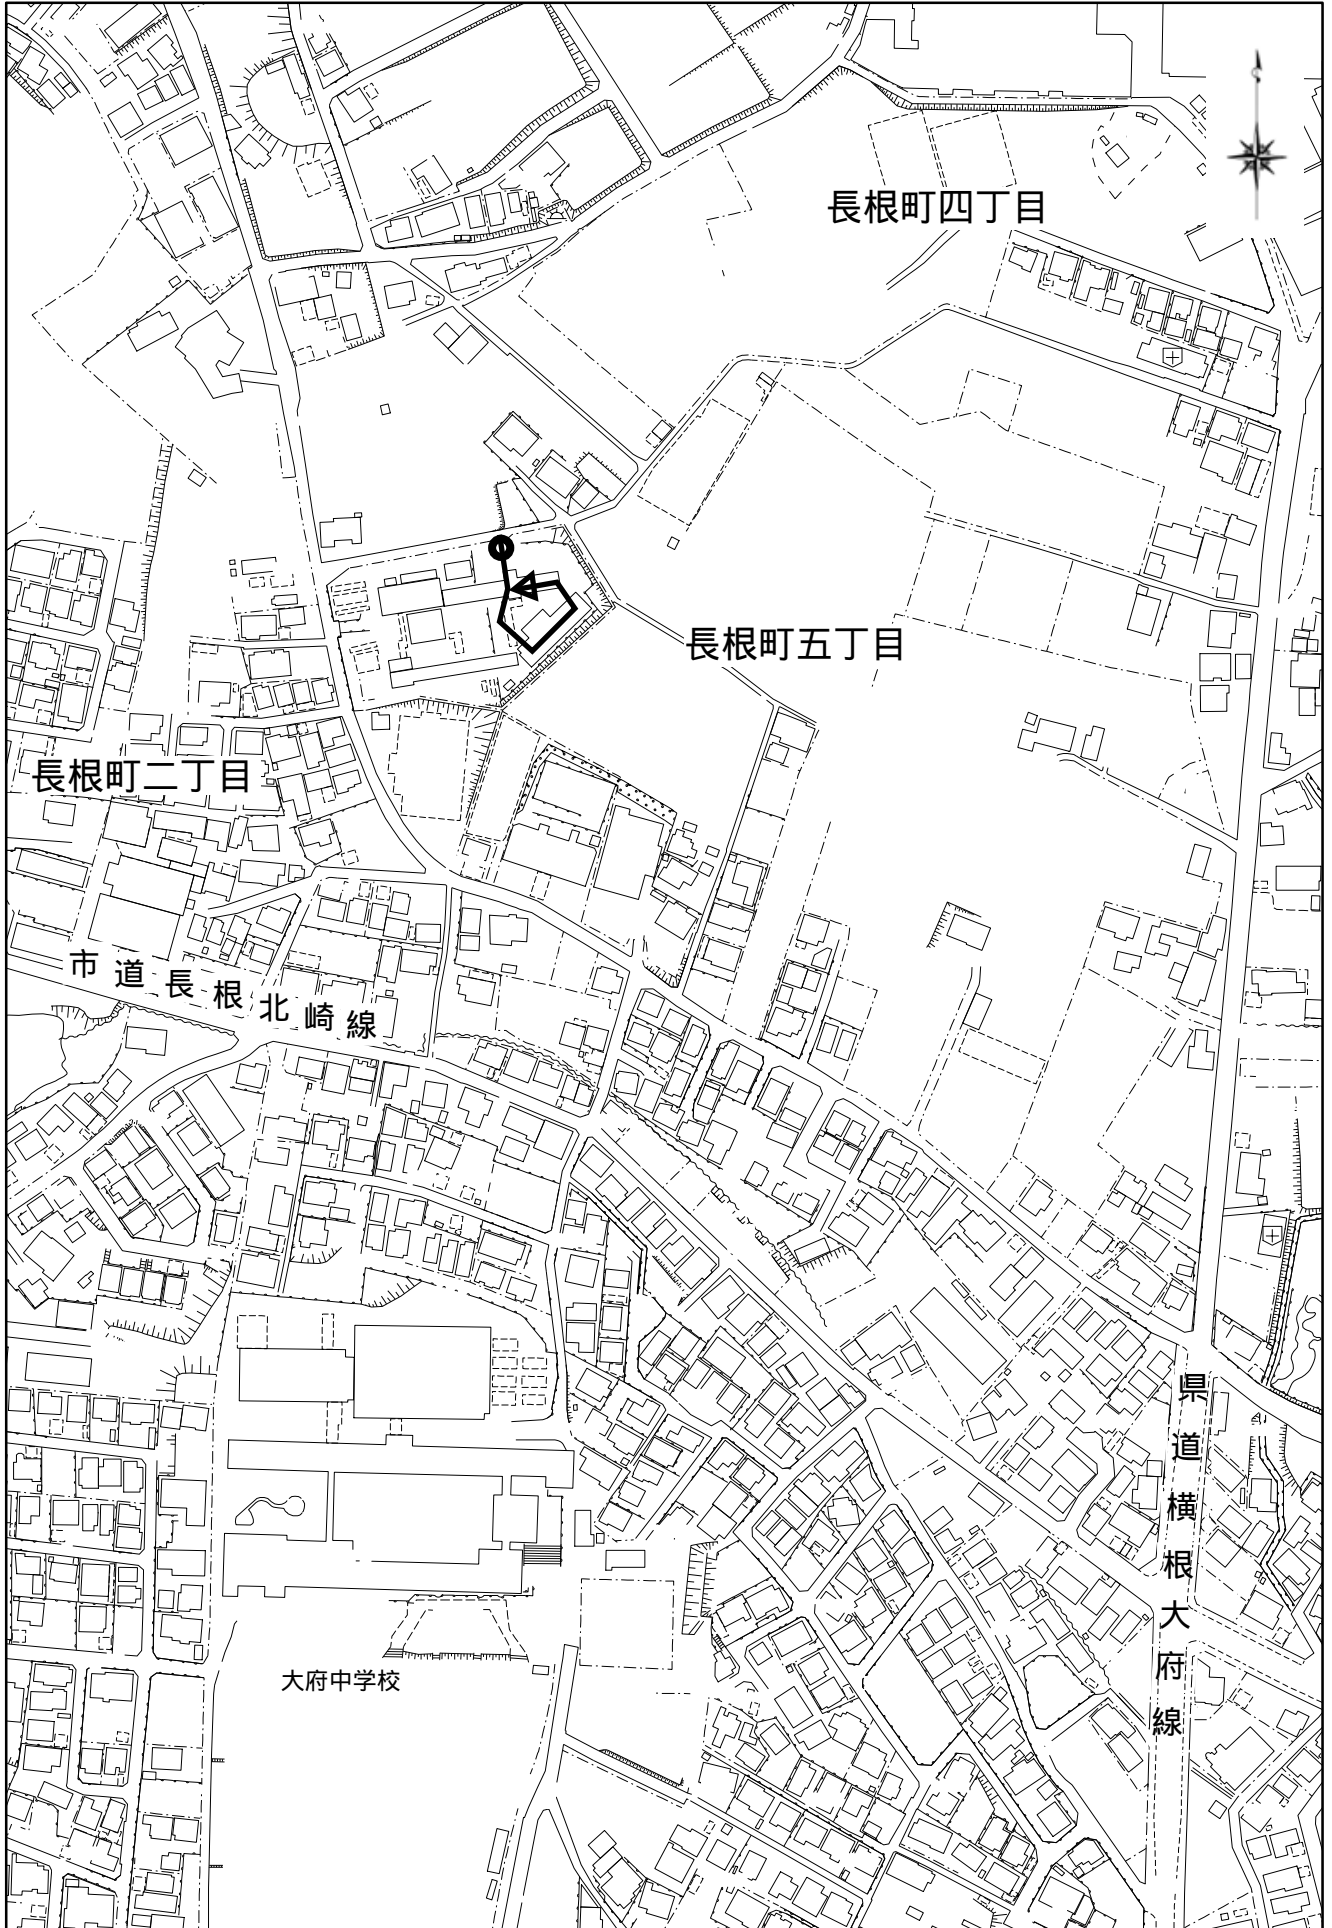 長根町四丁目
長根町五丁目
長根町二丁目
市道長根北崎線
県道横根大府線
大府中学校